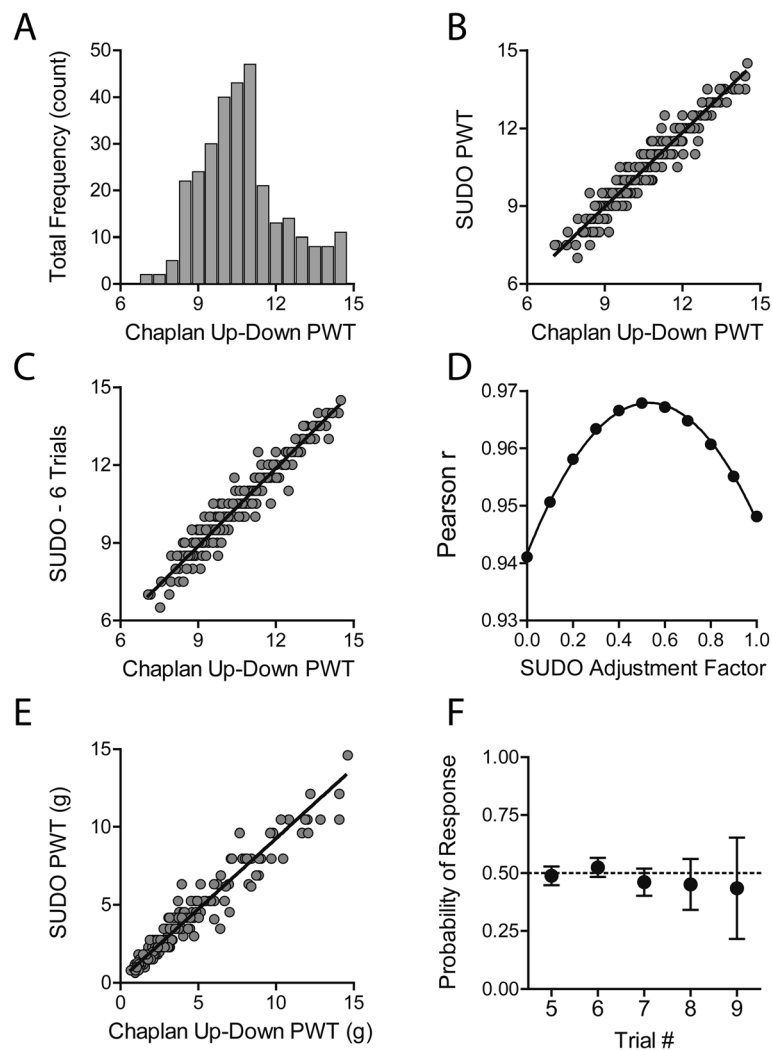 A
50
40
30
20
10
0
Total Frequency (count)
6 9 12 15
Chaplan Up-Down PWT
B
15
12
9
6
SUDO PWT
6 9 12 15
Chaplan Up-Down PWT
C
15
12
9
6
SUDO - 6 Trials
6 9 12 15
Chaplan Up-Down PWT
D
0.97
0.96
0.95
0.94
0.93
Pearson r
0.0 0.2 0.4 0.6 0.8 1.0
SUDO Adjustment Factor
E
15
10
5
0
SUDO PWT (g)
0 5 10 15
Chaplan Up-Down PWT (g)
F
1.00
0.75
0.50
0.25
0.00
Probability of Response
5 6 7 8 9
Trial #